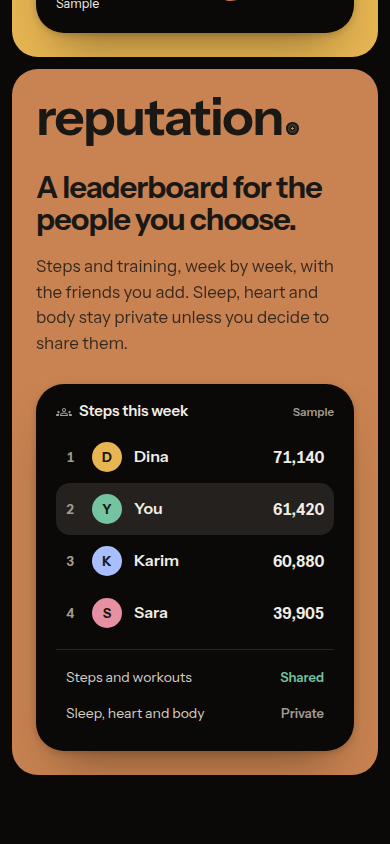 Sample
reputation.
A leaderboard for the
people you choose.
Steps and training, week by week, with
the friends you add. Sleep, heart and
body stay private unless you decide to
share them.
Steps this week Sample
1 D Dina 71,140
2 Y You 61,420
3 K Karim 60,880
4 S Sara 39,905
Steps and workouts Shared
Sleep, heart and body Private